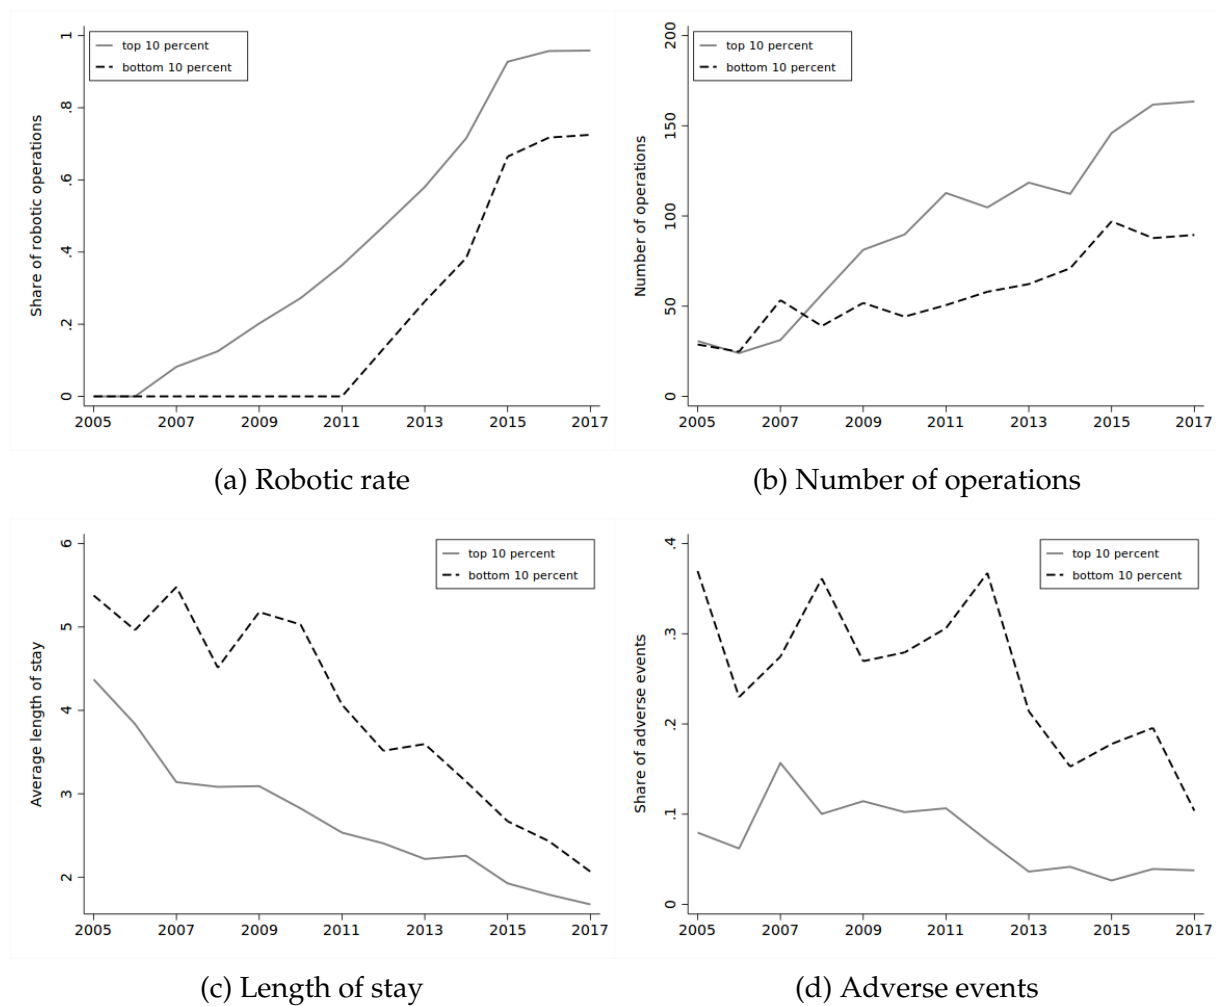 top 10 percent
bottom 10 percent
Share of robotic operations
1
.8
.6
.4
.2
0
2005 2007 2009 2011 2013 2015 2017
(a) Robotic rate
top 10 percent
bottom 10 percent
Number of operations
200
150
100
50
0
2005 2007 2009 2011 2013 2015 2017
(b) Number of operations
top 10 percent
bottom 10 percent
Average length of stay
6
5
4
3
2
2005 2007 2009 2011 2013 2015 2017
(c) Length of stay
top 10 percent
bottom 10 percent
Share of adverse events
.4
.3
.2
.1
0
2005 2007 2009 2011 2013 2015 2017
(d) Adverse events